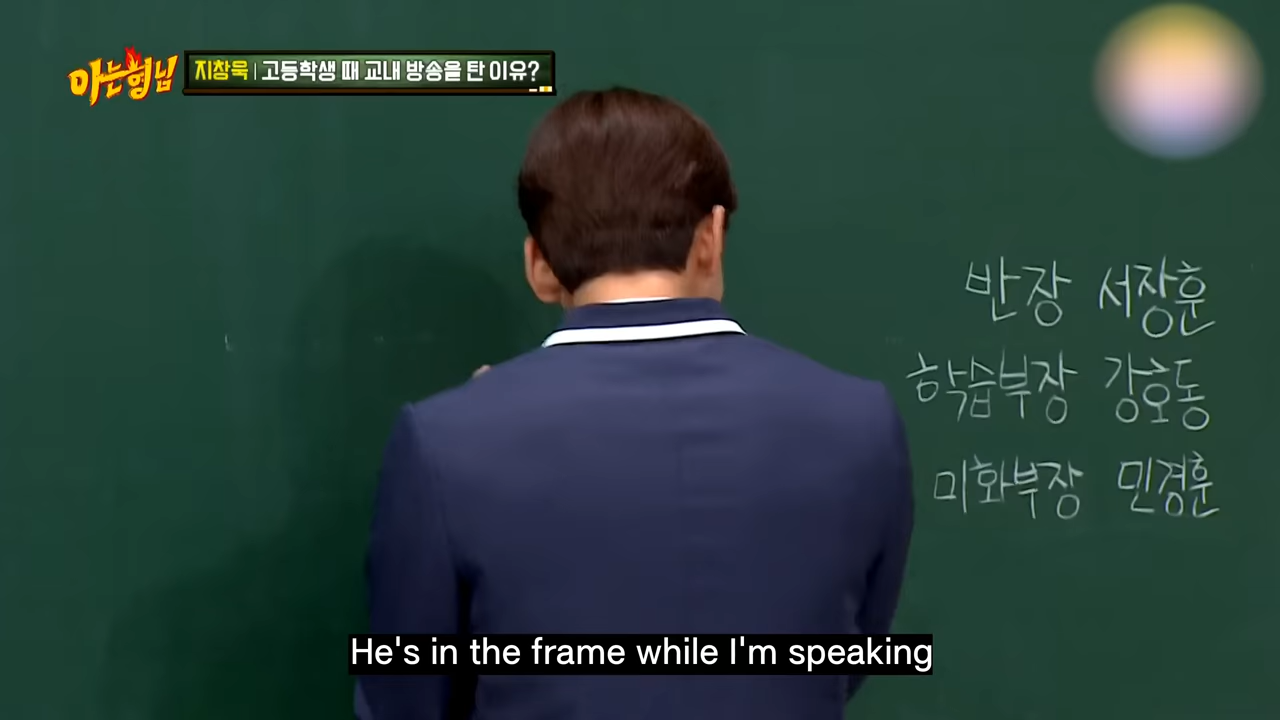 아는형님
지창욱 | 고등학생 때 교내 방송을 탄 이유?
반장 서장훈
학습부장 강호동
미화부장 민경훈
He's in the frame while I'm speaking